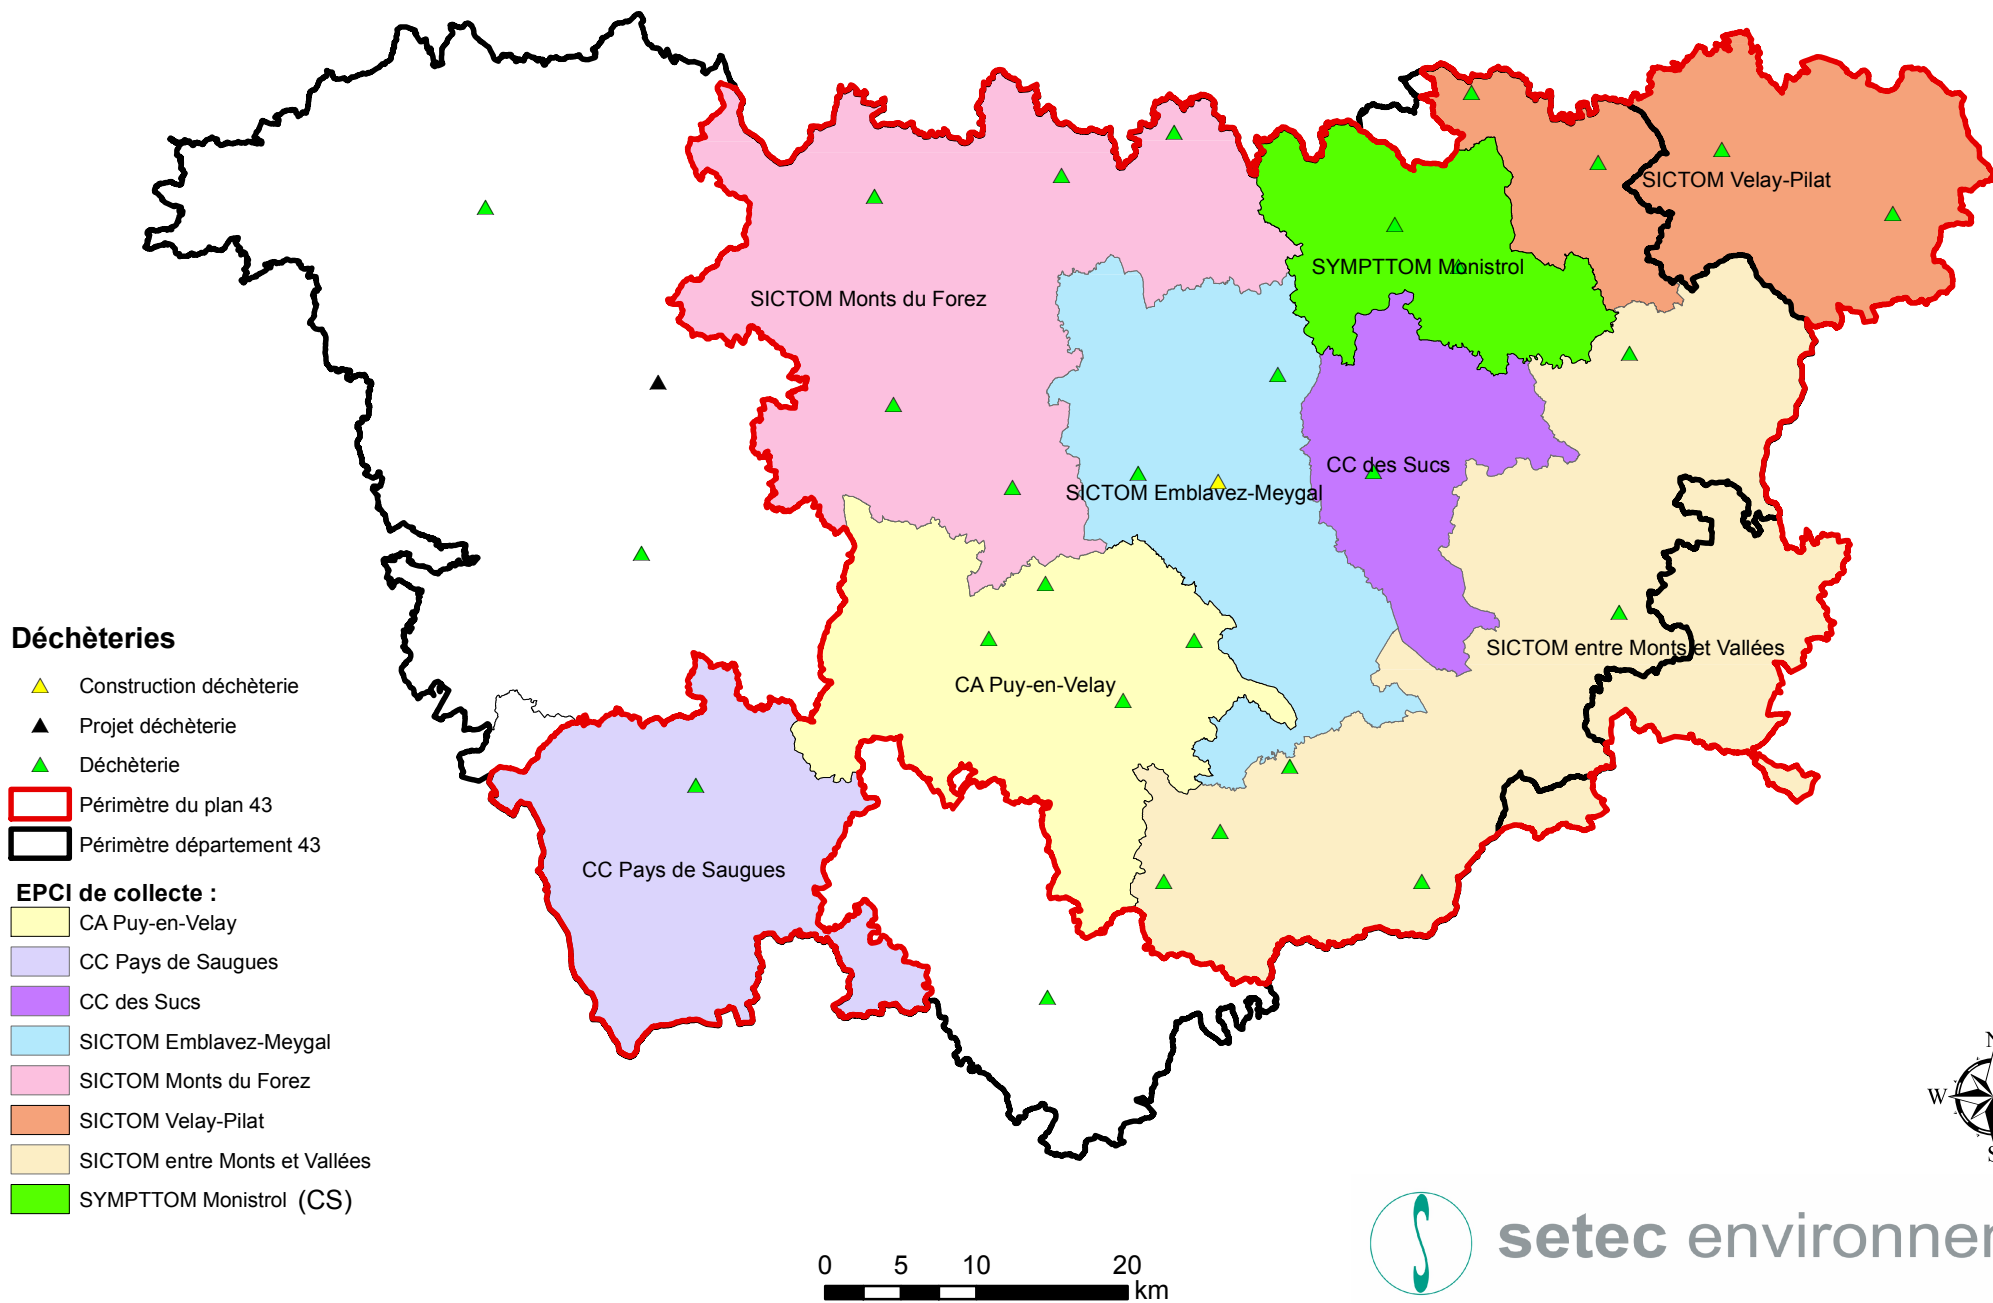 SICTOM Velay-Pilat
SYMPTTOM Monistrol
SICTOM Monts du Forez
CC des Sucs
SICTOM Emblavez-Meygal
SICTOM entre Monts et Vallées
CA Puy-en-Velay
CC Pays de Saugues
Déchèteries
Construction déchèterie
Projet déchèterie
Déchèterie
Périmètre du plan 43
Périmètre département 43
EPCI de collecte :
CA Puy-en-Velay
CC Pays de Saugues
CC des Sucs
SICTOM Emblavez-Meygal
SICTOM Monts du Forez
SICTOM Velay-Pilat
SICTOM entre Monts et Vallées
SYMPTTOM Monistrol (CS)
N
W
S
0 5 10 20
km
setec environner